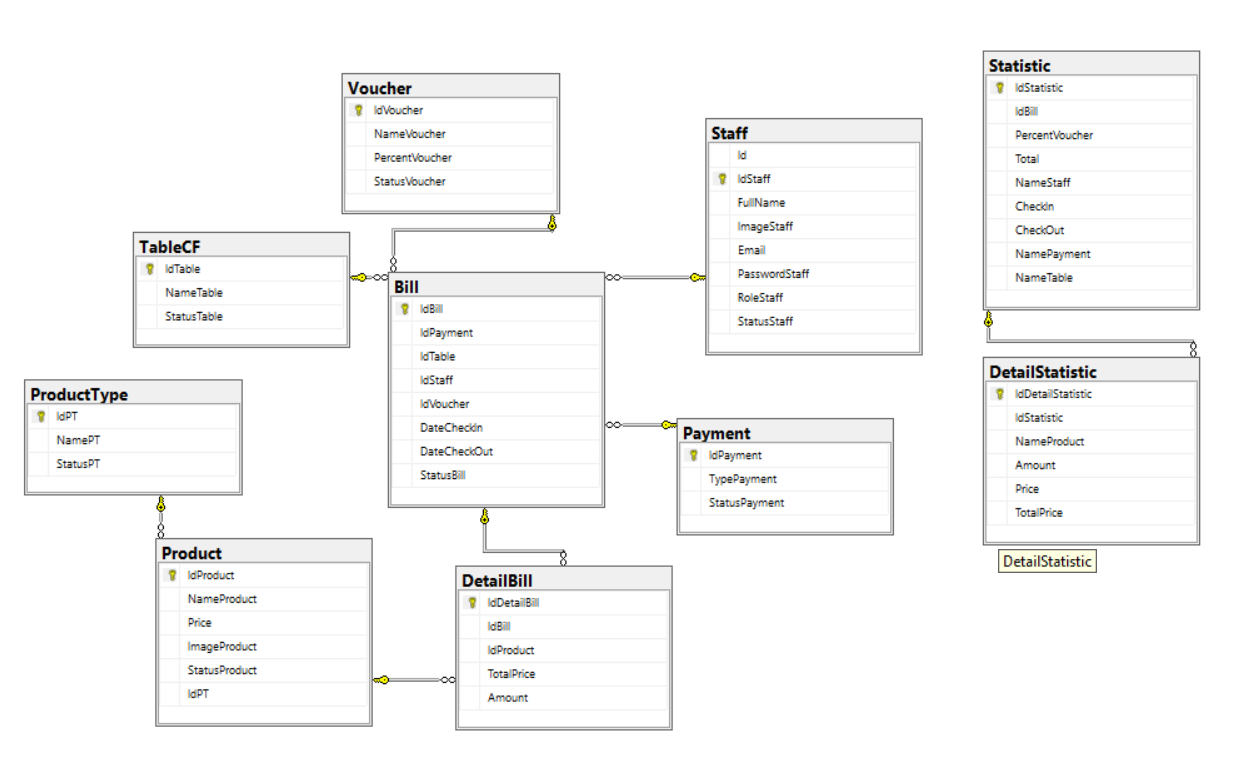 Voucher
IdVoucher
NameVoucher
PercentVoucher
StatusVoucher
Staff
Id
IdStaff
FullName
ImageStaff
Email
PasswordStaff
RoleStaff
StatusStaff
Statistic
IdStatistic
IdBill
PercentVoucher
Total
NameStaff
CheckIn
CheckOut
NamePayment
NameTable
TableCF
IdTable
NameTable
StatusTable
Bill
IdBill
IdPayment
IdTable
IdStaff
IdVoucher
DateCheckIn
DateCheckOut
StatusBill
ProductType
IdPT
NamePT
StatusPT
Payment
IdPayment
TypePayment
StatusPayment
DetailStatistic
IdDetailStatistic
IdStatistic
NameProduct
Amount
Price
TotalPrice
DetailStatistic
Product
IdProduct
NameProduct
Price
ImageProduct
StatusProduct
IdPT
DetailBill
IdDetailBill
IdBill
IdProduct
TotalPrice
Amount